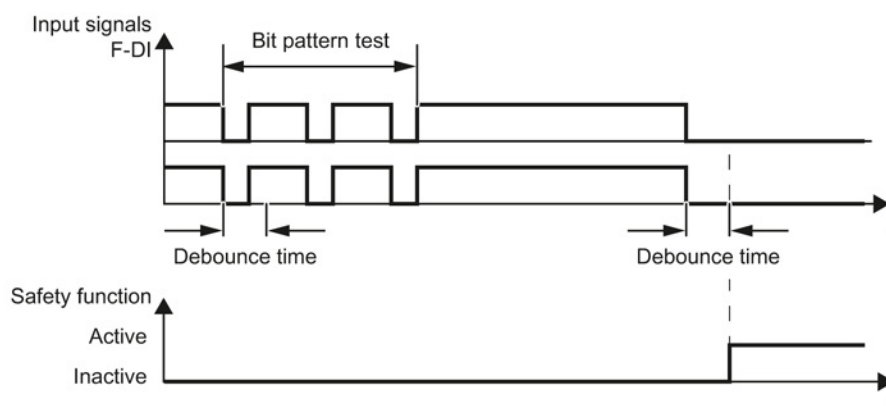 Input signals
F-DI
Bit pattern test
Debounce time
Debounce time
Safety function
Active
Inactive